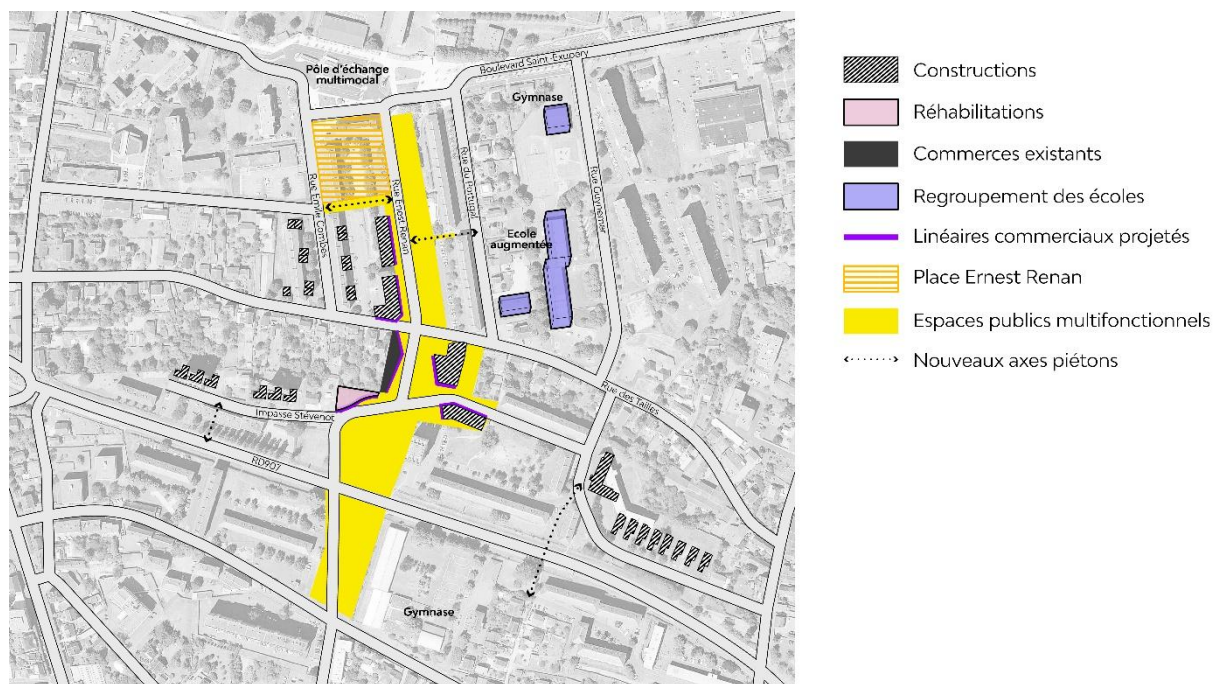 Pôle d'échange
multimodal
Boulevard Saint-Exupéry
Gymnase
Rue Emile Combes
Rue Ernest Renan
Rue du Portugal
Rue Guynemer
Ecole
augmentée
Rue des Tailles
Impasse Stévenot
RD907
Gymnase
Constructions
Réhabilitations
Commerces existants
Regroupement des écoles
Linéaires commerciaux projetés
Place Ernest Renan
Espaces publics multifonctionnels
Nouveaux axes piétons